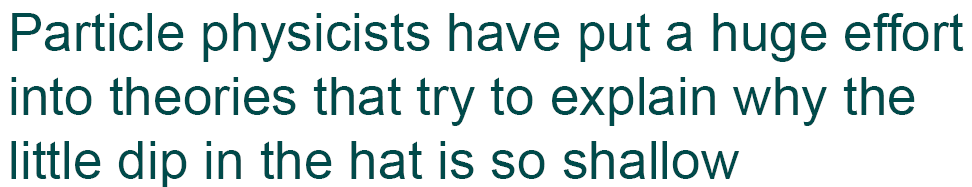 Particle physicists have put a huge effort
into theories that try to explain why the
little dip in the hat is so shallow